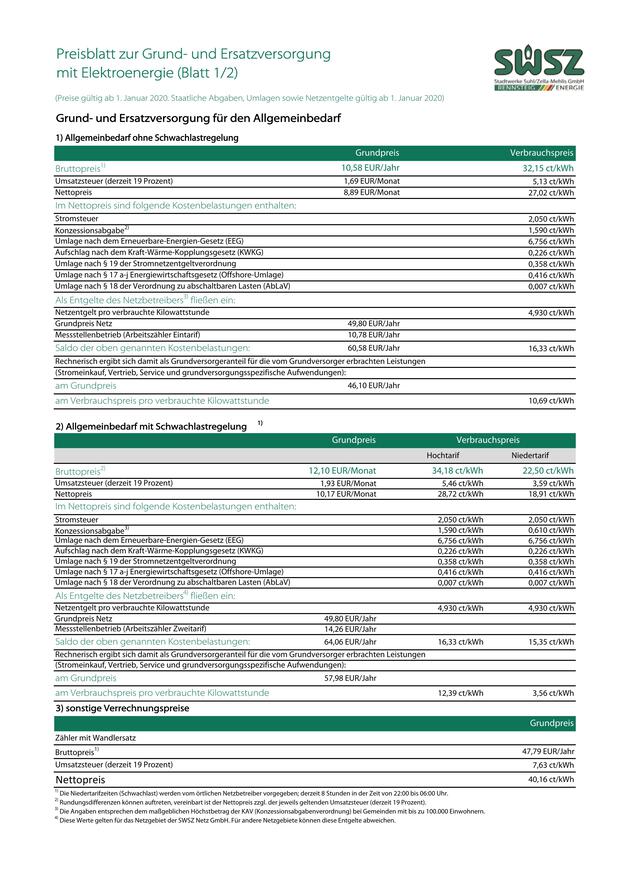 Preisblatt zur Grund- und Ersatzversorgung
mit Elektroenergie (Blatt 1/2)
SWSZ
Stadtwerke Suhl/Zella-Mehlis GmbH
RENNSTEIG ENERGIE
(Preise gültig ab 1. Januar 2020. Staatliche Abgaben, Umlagen sowie Netzentgelte gültig ab 1. Januar 2020)
Grund- und Ersatzversorgung für den Allgemeinbedarf
1) Allgemeinbedarf ohne Schwachlastregelung
Grundpreis Verbrauchspreis
Bruttopreis1) 10,58 EUR/Jahr 32,15 ct/kWh
Umsatzsteuer (derzeit 19 Prozent) 1,69 EUR/Monat 5,13 ct/kWh
Nettopreis 8,89 EUR/Monat 27,02 ct/kWh
Im Nettopreis sind folgende Kostenbelastungen enthalten:
Stromsteuer 2,050 ct/kWh
Konzessionsabgabe2) 1,590 ct/kWh
Umlage nach dem Erneuerbare-Energien-Gesetz (EEG) 6,756 ct/kWh
Aufschlag nach dem Kraft-Wärme-Kopplungsgesetz (KWKG) 0,226 ct/kWh
Umlage nach § 19 der Stromnetzentgeltverordnung 0,358 ct/kWh
Umlage nach § 17 a-j Energiewirtschaftsgesetz (Offshore-Umlage) 0,416 ct/kWh
Umlage nach § 18 der Verordnung zu abschaltbaren Lasten (AbLaV) 0,007 ct/kWh
Als Entgelte des Netzbetreibers3) fließen ein:
Netzentgelt pro verbrauchte Kilowattstunde 4,930 ct/kWh
Grundpreis Netz 49,80 EUR/Jahr
Messstellenbetrieb (Arbeitszähler Eintarif) 10,78 EUR/Jahr
Saldo der oben genannten Kostenbelastungen: 60,58 EUR/Jahr 16,33 ct/kWh
Rechnerisch ergibt sich damit als Grundversorgeranteil für die vom Grundversorger erbrachten Leistungen
(Stromeinkauf, Vertrieb, Service und grundversorgungsspezifische Aufwendungen):
am Grundpreis 46,10 EUR/Jahr
am Verbrauchspreis pro verbrauchte Kilowattstunde 10,69 ct/kWh
2) Allgemeinbedarf mit Schwachlastregelung 1)
Grundpreis Verbrauchspreis
Hochtarif Niedertarif
Bruttopreis2) 12,10 EUR/Monat 34,18 ct/kWh 22,50 ct/kWh
Umsatzsteuer (derzeit 19 Prozent) 1,93 EUR/Monat 5,46 ct/kWh 3,59 ct/kWh
Nettopreis 10,17 EUR/Monat 28,72 ct/kWh 18,91 ct/kWh
Im Nettopreis sind folgende Kostenbelastungen enthalten:
Stromsteuer 2,050 ct/kWh 2,050 ct/kWh
Konzessionsabgabe3) 1,590 ct/kWh 0,610 ct/kWh
Umlage nach dem Erneuerbare-Energien-Gesetz (EEG) 6,756 ct/kWh 6,756 ct/kWh
Aufschlag nach dem Kraft-Wärme-Kopplungsgesetz (KWKG) 0,226 ct/kWh 0,226 ct/kWh
Umlage nach § 19 der Stromnetzentgeltverordnung 0,358 ct/kWh 0,358 ct/kWh
Umlage nach § 17 a-j Energiewirtschaftsgesetz (Offshore-Umlage) 0,416 ct/kWh 0,416 ct/kWh
Umlage nach § 18 der Verordnung zu abschaltbaren Lasten (AbLaV) 0,007 ct/kWh 0,007 ct/kWh
Als Entgelte des Netzbetreibers4) fließen ein:
Netzentgelt pro verbrauchte Kilowattstunde 4,930 ct/kWh 4,930 ct/kWh
Grundpreis Netz 49,80 EUR/Jahr
Messstellenbetrieb (Arbeitszähler Zweitarif) 14,26 EUR/Jahr
Saldo der oben genannten Kostenbelastungen: 64,06 EUR/Jahr 16,33 ct/kWh 15,35 ct/kWh
Rechnerisch ergibt sich damit als Grundversorgeranteil für die vom Grundversorger erbrachten Leistungen
(Stromeinkauf, Vertrieb, Service und grundversorgungsspezifische Aufwendungen):
am Grundpreis 57,98 EUR/Jahr
am Verbrauchspreis pro verbrauchte Kilowattstunde 12,39 ct/kWh 3,56 ct/kWh
3) sonstige Verrechnungspreise
Grundpreis
Zähler mit Wandlersatz
Bruttopreis1) 47,79 EUR/Jahr
Umsatzsteuer (derzeit 19 Prozent) 7,63 ct/kWh
Nettopreis 40,16 ct/kWh
1) Die Niedertarifzeiten (Schwachlast) werden vom örtlichen Netzbetreiber vorgegeben; derzeit 8 Stunden in der Zeit von 22:00 bis 06:00 Uhr.
2) Rundungsdifferenzen können auftreten, vereinbart ist der Nettopreis zzgl. der jeweils geltenden Umsatzsteuer (derzeit 19 Prozent).
3) Die Angaben entsprechen dem maßgeblichen Höchstbetrag der KAV (Konzessionsabgabenverordnung) bei Gemeinden mit bis zu 100.000 Einwohnern.
4) Diese Werte gelten für das Netzgebiet der SWSZ Netz GmbH. Für andere Netzgebiete können diese Entgelte abweichen.